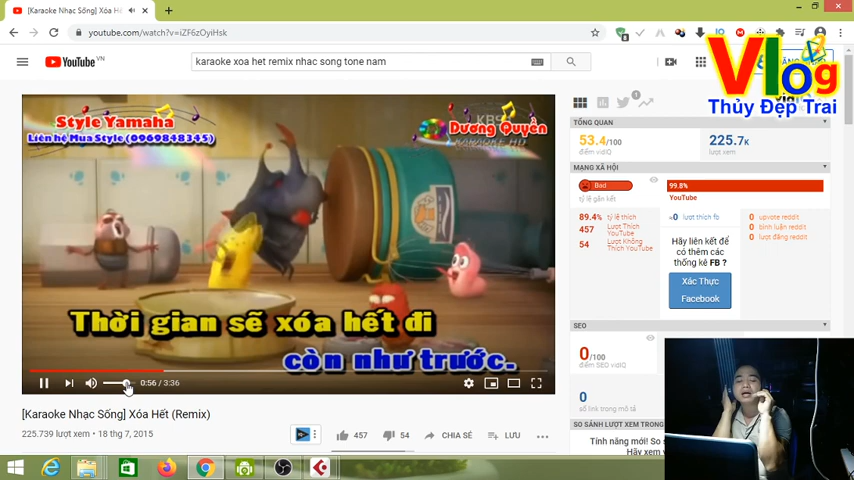 [Karaoke Nhạc Sống] Xóa Hế
youtube.com/watch?v=iZF6zOyiHsk
YouTube VN
karaoke xoa het remix nhac song tone nam
Vlog
Thủy Đẹp Trai
Style Yamaha
Liên hệ Mua Style (0969848345)
KBS
Dương Quyền
KARAOKE HD
Thời gian sẽ xóa hết đi
còn như trước.
0:56 / 3:36
[Karaoke Nhạc Sống] Xóa Hết (Remix)
225.739 lượt xem • 18 thg 7, 2015
457
54
CHIA SẺ
LƯU
1
TỔNG QUAN
53.4/100
điểm vidIQ
225.7K
lượt xem
MẠNG XÃ HỘI
Bad
tỷ lệ gắn kết
99.8%
YouTube
89.4% tỷ lệ thích
457 Lượt Thích YouTube
54 Lượt Không Thích YouTube
0 lượt thích fb
Hãy liên kết để
có thêm các
thống kê FB !
Xác Thực
Facebook
0 upvote reddit
0 bình luận reddit
0 lượt đăng reddit
SEO
0/100
điểm SEO vidIQ
0
số link trong mô tả
SO SÁNH LƯỢT XEM TRONG
Tính năng mới! So s
Hãy xem v